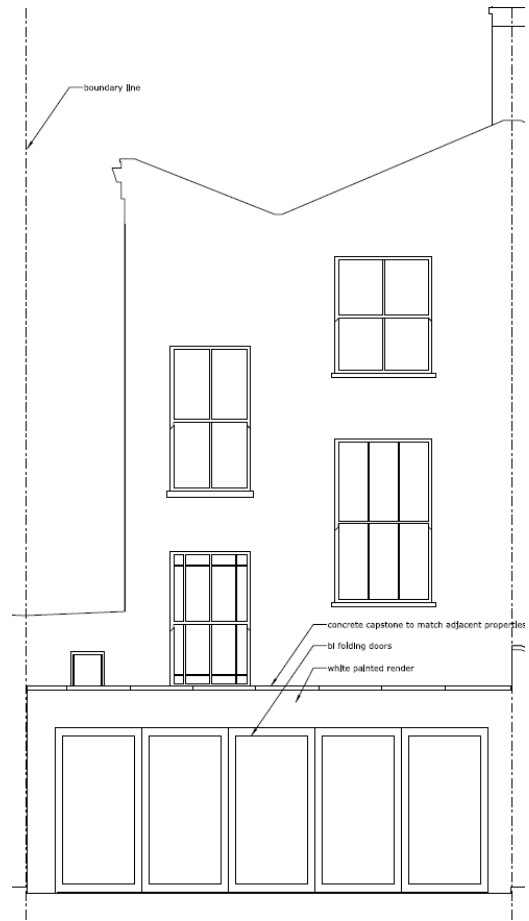 boundary line
concrete capstone to match adjacent properties
bi folding doors
white painted render